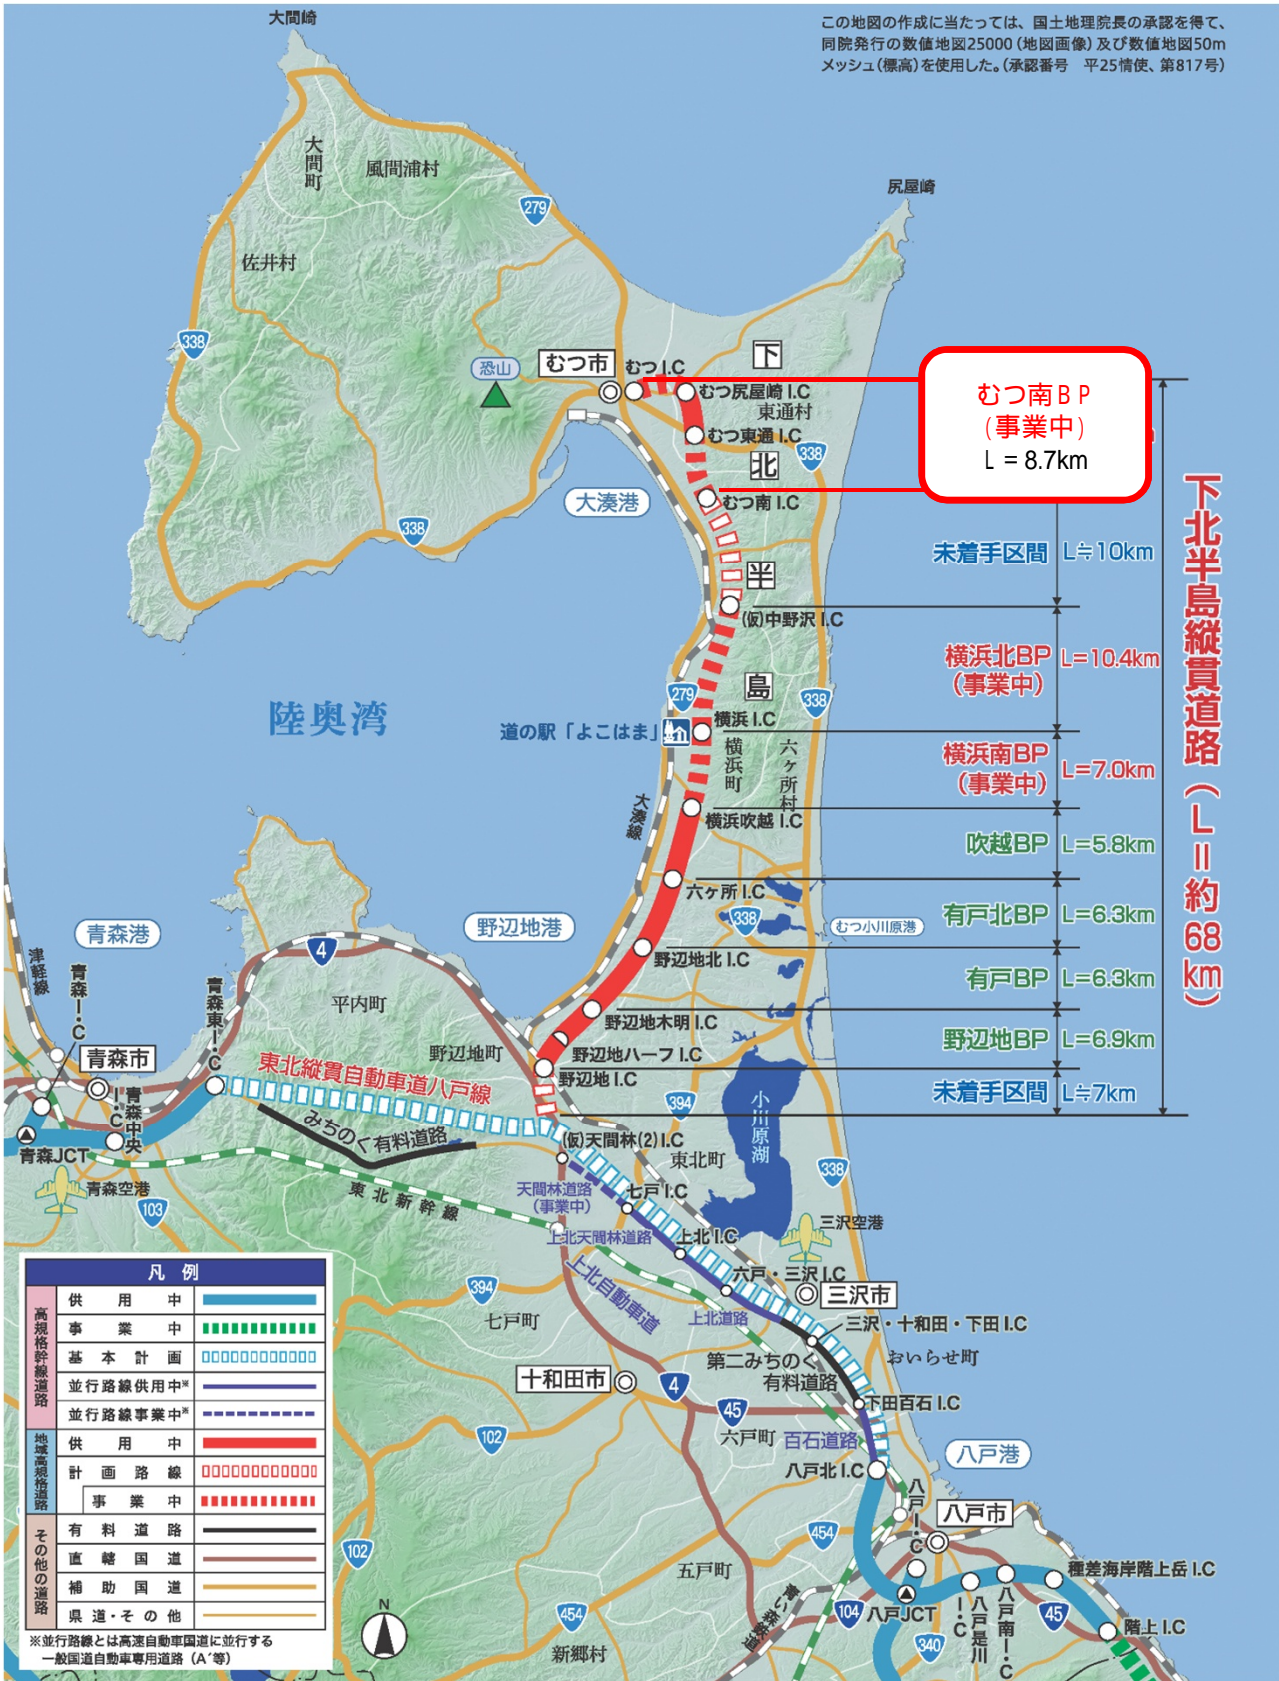 大間崎
この地図の作成に当たっては、国土地理院長の承認を得て、
同院発行の数値地図25000(地図画像)及び数値地図50m
メッシュ(標高)を使用した。(承認番号 平25情使、第817号)
大間町
風間浦村
279
尻屋崎
佐井村
338
恐山
むつ市
むつI.C
下
むつ尻屋崎I.C
東通村
むつ東通I.C
338
北
むつ南BP
(事業中)
L = 8.7km
大湊港
むつ南I.C
338
未着手区間 L≒10km
半
(仮)中野沢I.C
横浜北BP
(事業中)
L=10.4km
島
279
338
陸奥湾
道の駅「よこはま」
横浜I.C
横浜町
六ヶ所村
横浜南BP
(事業中)
L=7.0km
大湊線
横浜吹越I.C
吹越BP L=5.8km
六ヶ所I.C
下北半島縦貫道路(L=約68km)
338
むつ小川原港
有戸北BP L=6.3km
野辺地港
野辺地北I.C
有戸BP L=6.3km
野辺地木明I.C
野辺地BP L=6.9km
野辺地ハーフI.C
野辺地I.C
未着手区間 L≒7km
青森港
津軽線
青森I・C
青森東I・C
4
平内町
野辺地町
青森市
青森中央I・C
東北縦貫自動車道八戸線
みちのく有料道路
394
小川原湖
青森JCT
青森空港
103
東北新幹線
(仮)天間林(2)I.C
東北町
338
天間林道路
(事業中)
七戸I.C
上北天間林道路
上北I.C
三沢空港
上北自動車道
六戸・三沢I.C
三沢市
394
七戸町
上北道路
三沢・十和田・下田I.C
第二みちのく
有料道路
おいらせ町
十和田市
4
45
下田百石I.C
六戸町
百石道路
102
八戸北I.C
八戸港
八戸I・C
八戸市
454
102
五戸町
種差海岸階上岳I.C
青い森鉄道
104
八戸JCT
八戸是川I・C
八戸南I・C
45
階上I.C
454
新郷村
340
N
凡例
高規格幹線道路
供用中
事業中
基本計画
並行路線供用中※
並行路線事業中※
地域高規格道路
供用中
計画路線
事業中
その他の道路
有料道路
直轄国道
補助国道
県道・その他
※並行路線とは高速自動車国道に並行する
一般国道自動車専用道路(A´等)